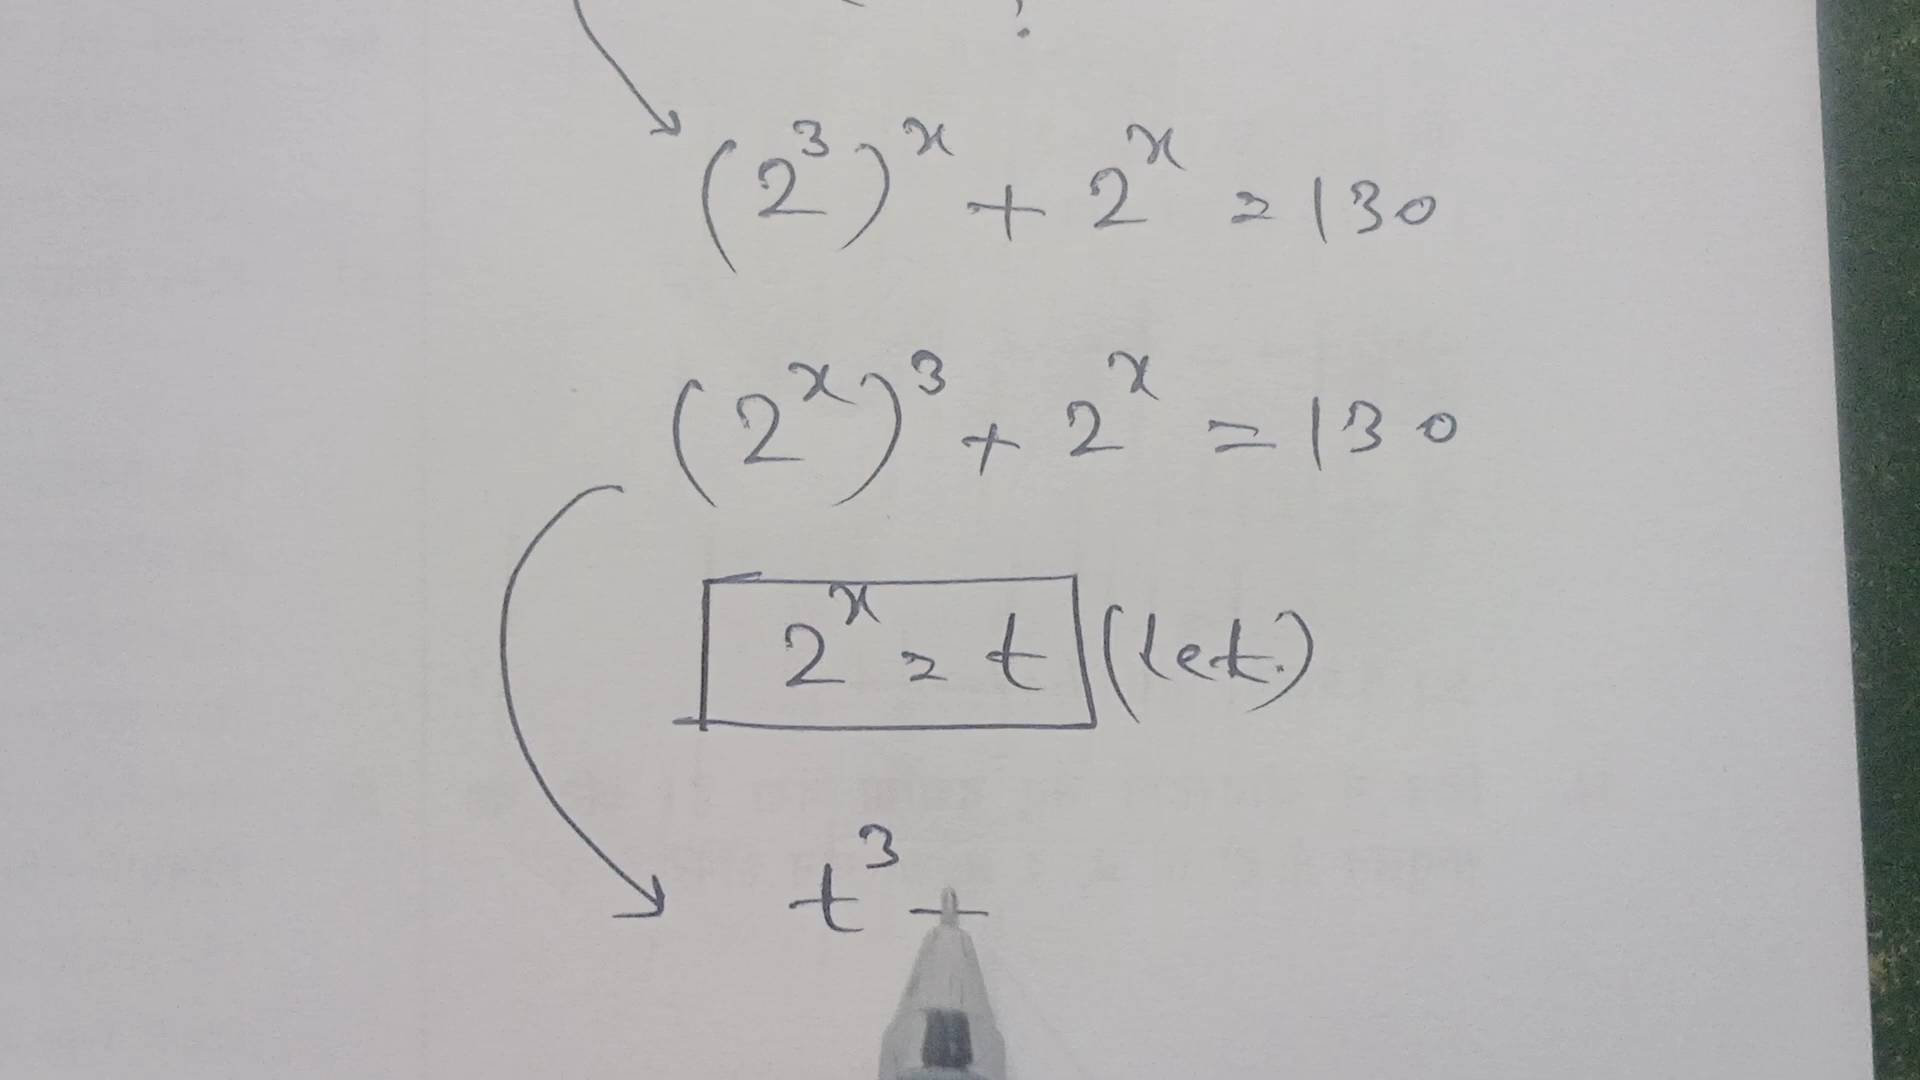 (2³)ˣ + 2ˣ = 130
(2ˣ)³ + 2ˣ = 130
2ˣ = t (let.)
t³ +